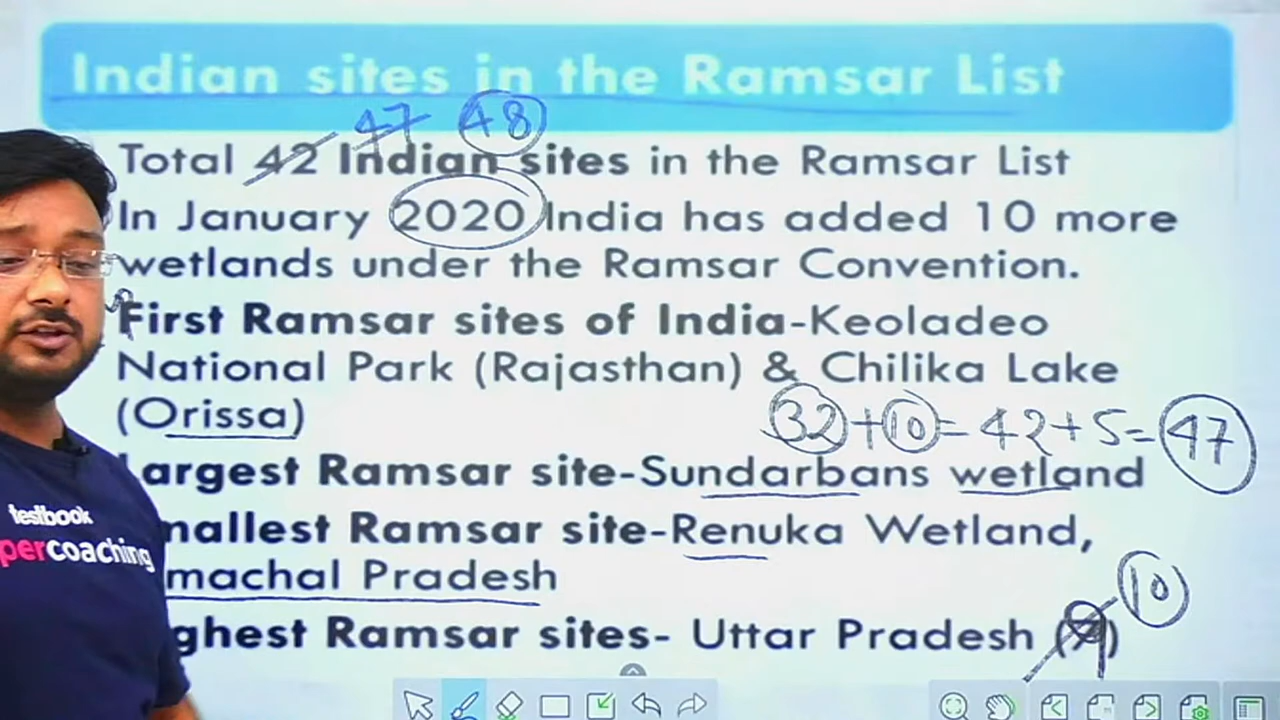 Indian sites in the Ramsar List
47 48
Total 42 Indian sites in the Ramsar List
In January 2020 India has added 10 more
wetlands under the Ramsar Convention.
First Ramsar sites of India-Keoladeo
National Park (Rajasthan) & Chilika Lake
(Orissa)
32+10=42+5=47
argest Ramsar site-Sundarbans wetland
mallest Ramsar site-Renuka Wetland,
machal Pradesh
10
ghest Ramsar sites- Uttar Pradesh ( )
testbook
percoaching